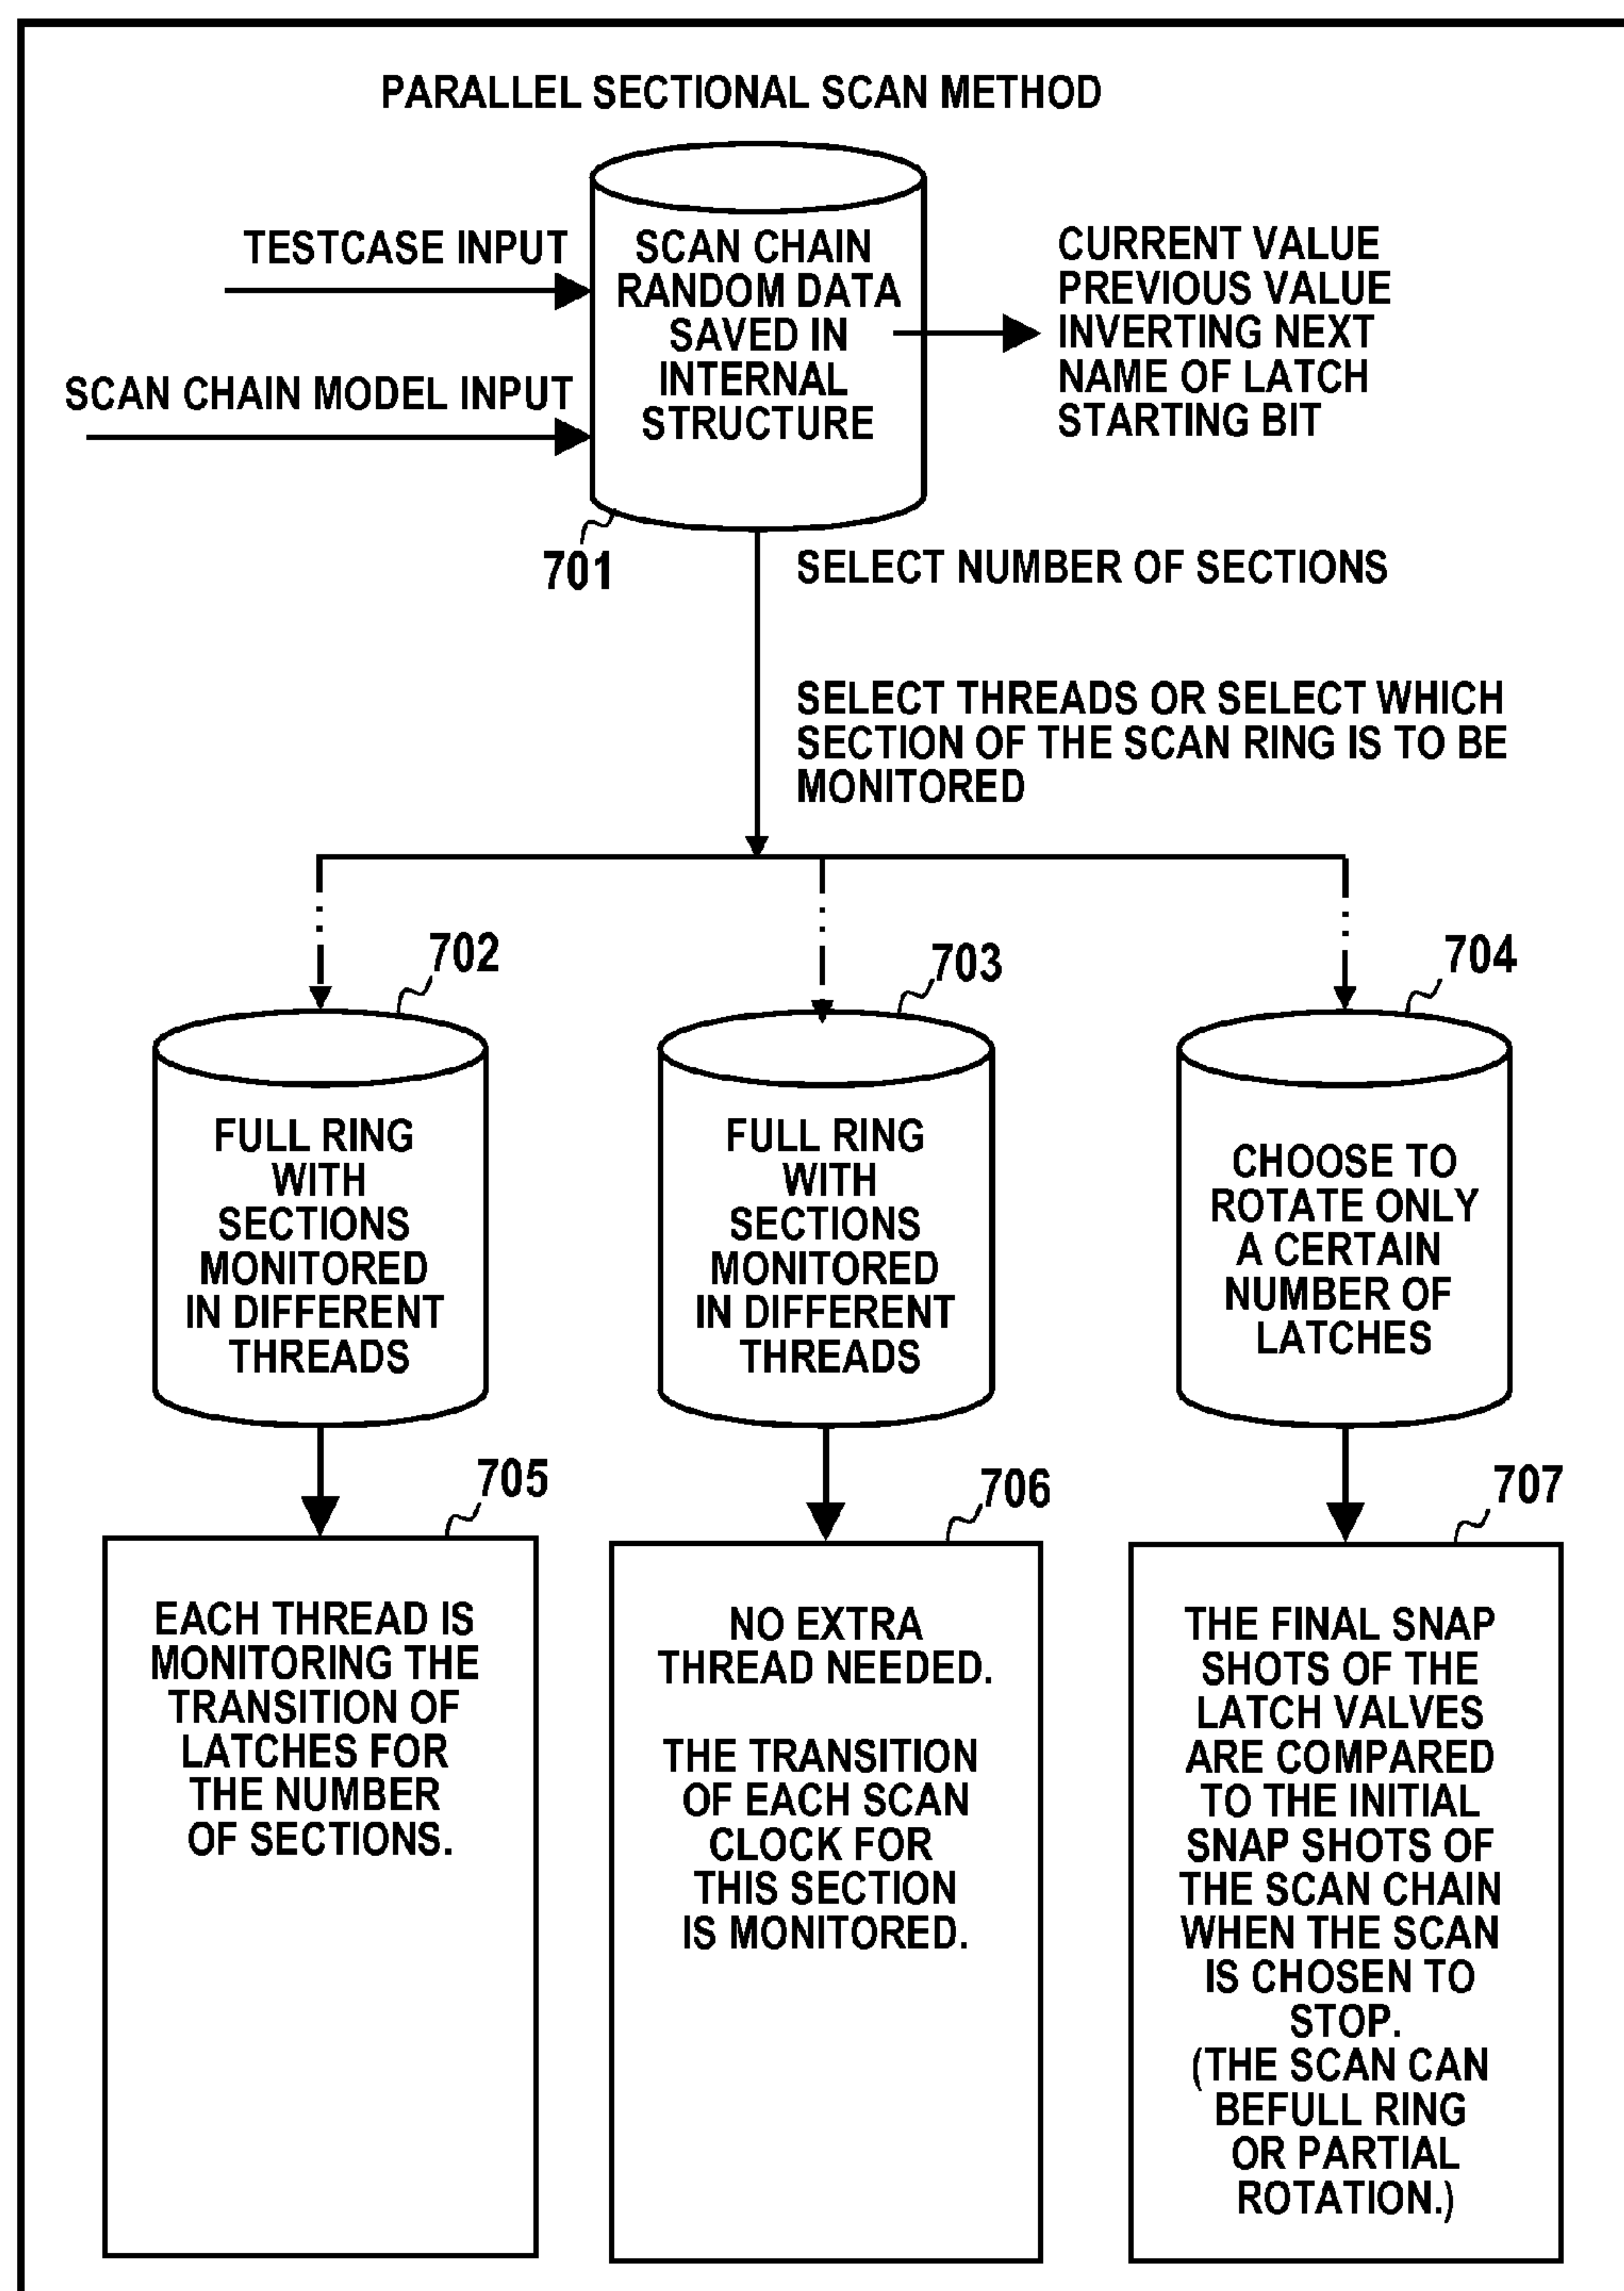 PARALLEL SECTIONAL SCAN METHOD
TESTCASE INPUT
SCAN CHAIN MODEL INPUT
SCAN CHAIN
RANDOM DATA
SAVED IN
INTERNAL
STRUCTURE
CURRENT VALUE
PREVIOUS VALUE
INVERTING NEXT
NAME OF LATCH
STARTING BIT
701
SELECT NUMBER OF SECTIONS
SELECT THREADS OR SELECT WHICH
SECTION OF THE SCAN RING IS TO BE
MONITORED
702
FULL RING
WITH
SECTIONS
MONITORED
IN DIFFERENT
THREADS
703
FULL RING
WITH
SECTIONS
MONITORED
IN DIFFERENT
THREADS
704
CHOOSE TO
ROTATE ONLY
A CERTAIN
NUMBER OF
LATCHES
705
EACH THREAD IS
MONITORING THE
TRANSITION OF
LATCHES FOR
THE NUMBER
OF SECTIONS.
706
NO EXTRA
THREAD NEEDED.
THE TRANSITION
OF EACH SCAN
CLOCK FOR
THIS SECTION
IS MONITORED.
707
THE FINAL SNAP
SHOTS OF THE
LATCH VALVES
ARE COMPARED
TO THE INITIAL
SNAP SHOTS OF
THE SCAN CHAIN
WHEN THE SCAN
IS CHOSEN TO
STOP.
(THE SCAN CAN
BEFULL RING
OR PARTIAL
ROTATION.)